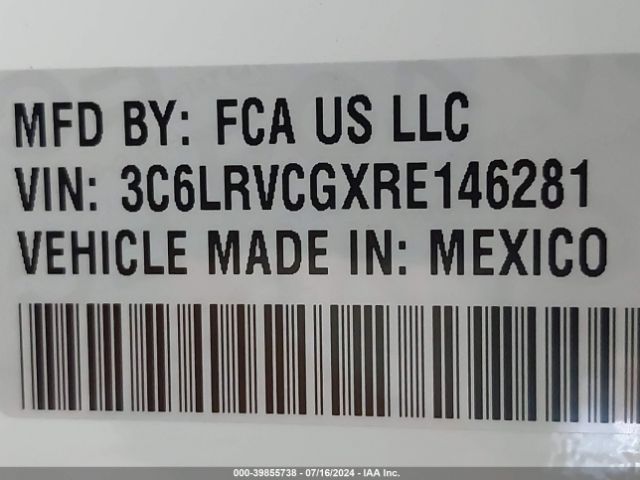 MFD BY: FCA US LLC
VIN: 3C6LRVCGXRE146281
VEHICLE MADE IN: MEXICO
000-39855738 - 07/16/2024 - IAA Inc.